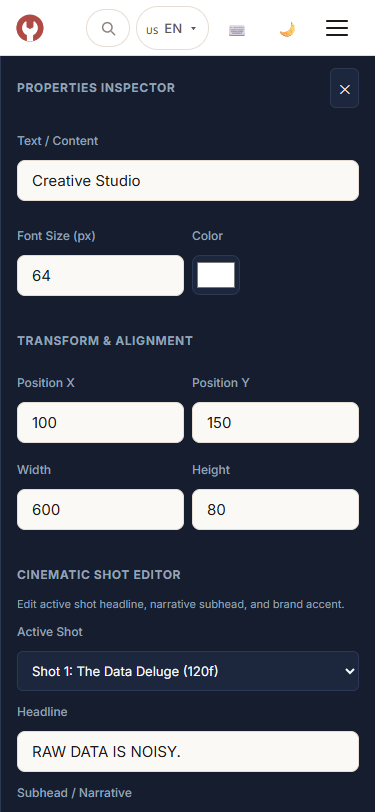 US EN
PROPERTIES INSPECTOR
Text / Content
Creative Studio
Font Size (px) Color
64
TRANSFORM & ALIGNMENT
Position X Position Y
100 150
Width Height
600 80
CINEMATIC SHOT EDITOR
Edit active shot headline, narrative subhead, and brand accent.
Active Shot
Shot 1: The Data Deluge (120f)
Headline
RAW DATA IS NOISY.
Subhead / Narrative